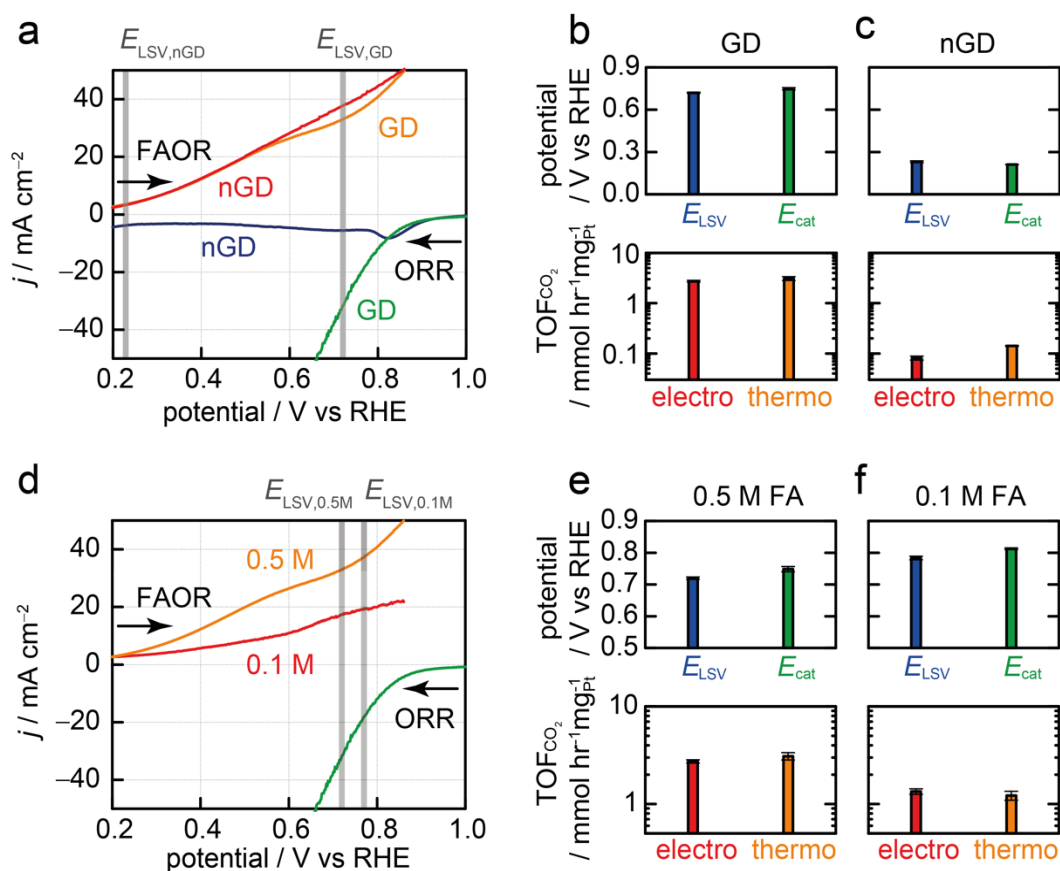 a
E_LSV,nGD E_LSV,GD
40
20
0
−20
−40
j / mA cm⁻²
FAOR
nGD
GD
nGD
ORR
GD
0.2 0.4 0.6 0.8 1.0
potential / V vs RHE
b
GD
0.9
0.6
0.3
0.0
potential
/ V vs RHE
E_LSV E_cat
10
1
0.1
TOF_CO₂
/ mmol hr⁻¹mg⁻¹_Pt
electro thermo
c
nGD
E_LSV E_cat
electro thermo
d
E_LSV,0.5M E_LSV,0.1M
40
20
0
−20
−40
j / mA cm⁻²
0.5 M
FAOR
0.1 M
ORR
0.2 0.4 0.6 0.8 1.0
potential / V vs RHE
e
0.5 M FA
0.9
0.8
0.7
0.6
0.5
potential
/ V vs RHE
E_LSV E_cat
10
1
TOF_CO₂
/ mmol hr⁻¹mg⁻¹_Pt
electro thermo
f
0.1 M FA
E_LSV E_cat
electro thermo